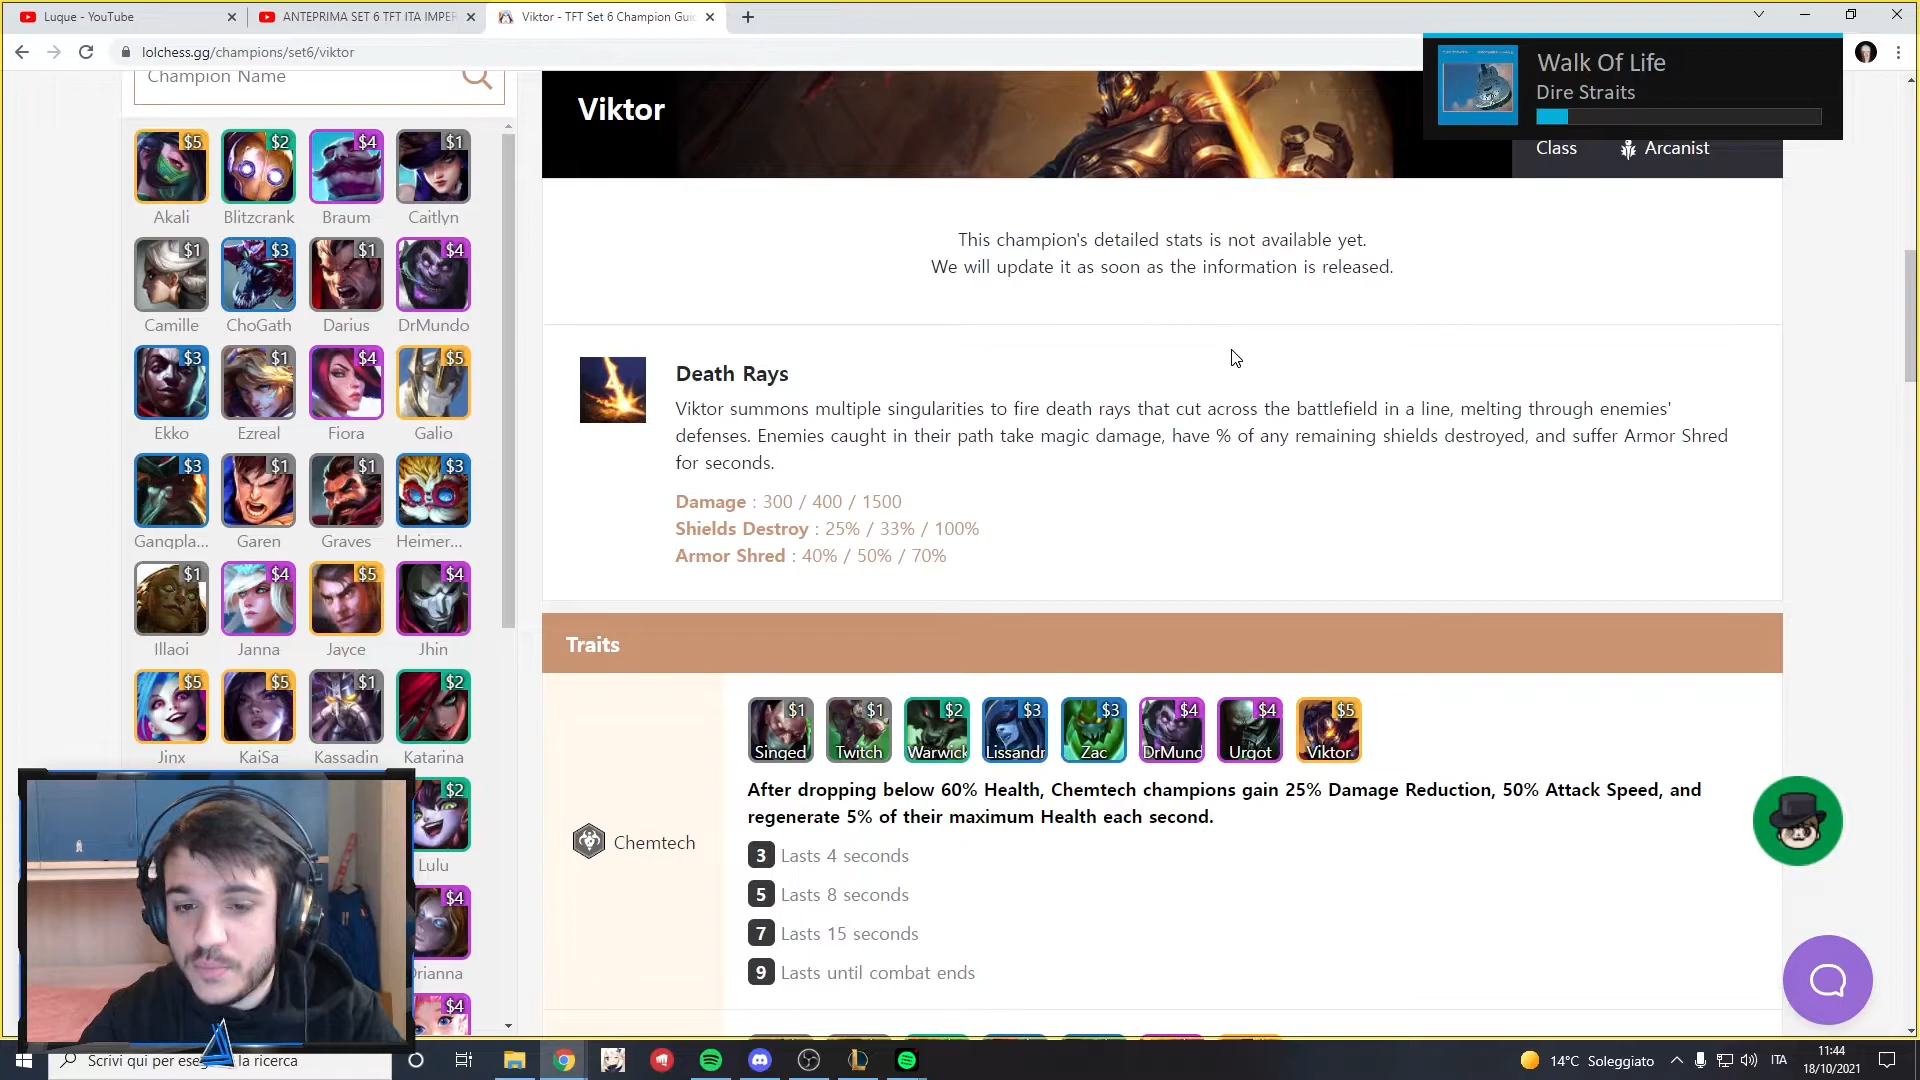 Luque - YouTube
ANTEPRIMA SET 6 TFT ITA IMPER
Viktor - TFT Set 6 Champion Gui
lolchess.gg/champions/set6/viktor
Walk Of Life
Dire Straits
Champion Name
Viktor
Class Arcanist
$5 $2 $4 $1
Akali Blitzcrank Braum Caitlyn
$1 $3 $1 $4
Camille ChoGath Darius DrMundo
$3 $1 $4 $5
Ekko Ezreal Fiora Galio
$3 $1 $1 $3
Gangpla... Garen Graves Heimer...
$1 $4 $5 $4
Illaoi Janna Jayce Jhin
$5 $5 $1 $2
Jinx KaiSa Kassadin Katarina
$2
Lulu
$4
Orianna
$4
This champion's detailed stats is not available yet.
We will update it as soon as the information is released.
Death Rays
Viktor summons multiple singularities to fire death rays that cut across the battlefield in a line, melting through enemies'
defenses. Enemies caught in their path take magic damage, have % of any remaining shields destroyed, and suffer Armor Shred
for seconds.
Damage : 300 / 400 / 1500
Shields Destroy : 25% / 33% / 100%
Armor Shred : 40% / 50% / 70%
Traits
$1 $1 $2 $3 $3 $4 $4 $5
Singed Twitch Warwick Lissandr Zac DrMund Urgot Viktor
After dropping below 60% Health, Chemtech champions gain 25% Damage Reduction, 50% Attack Speed, and
regenerate 5% of their maximum Health each second.
Chemtech
3 Lasts 4 seconds
5 Lasts 8 seconds
7 Lasts 15 seconds
9 Lasts until combat ends
Scrivi qui per ese la ricerca
14°C Soleggiato
ITA
11:44
18/10/2021